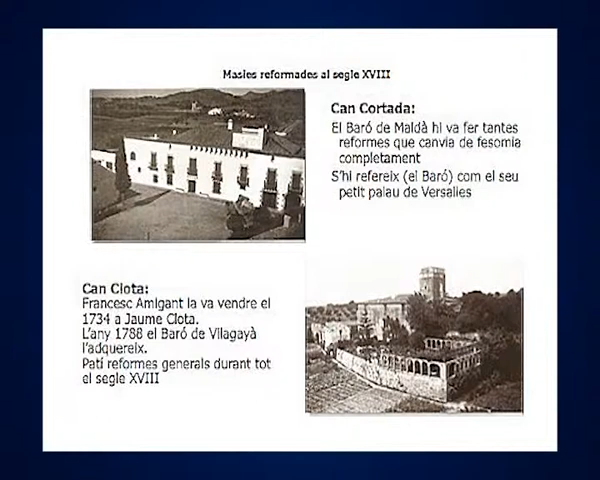 Masies reformades al segle XVIII
Can Cortada:
El Baró de Maldà hi va fer tantes
reformes que canvia de fesomia
completament
S'hi refereix (el Baró) com el seu
petit palau de Versalles
Can Clota:
Francesc Amigant la va vendre el
1734 a Jaume Clota.
L'any 1788 el Baró de Vilagayà
l'adquereix.
Patí reformes generals durant tot
el segle XVIII